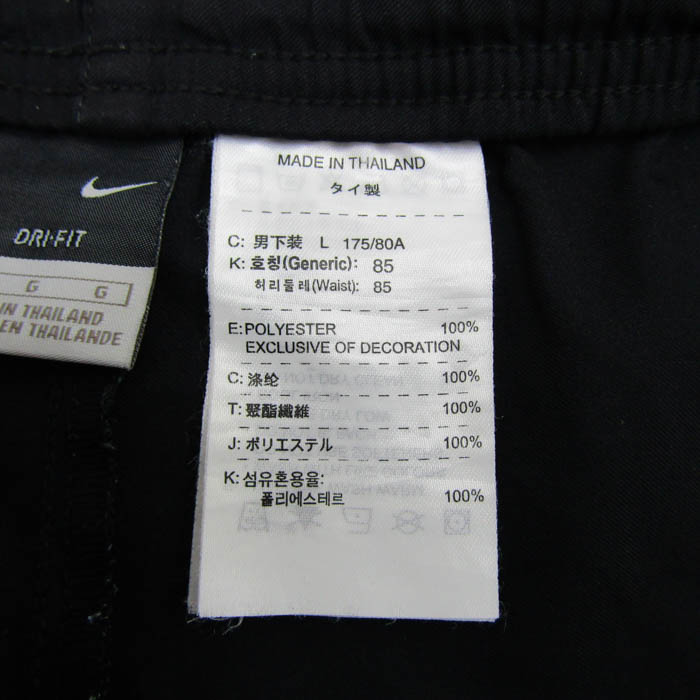 DRI-FIT
G G
IN THAILAND
EN THAILANDE
MADE IN THAILAND
タイ製
C: 男下装 L 175/80A
K: 호칭(Generic): 85
허리둘레(Waist): 85
E: POLYESTER 100%
EXCLUSIVE OF DECORATION
C: 涤纶 100%
T: 聚酯纖維 100%
J: ポリエステル 100%
K: 섬유혼용율:
폴리에스테르 100%